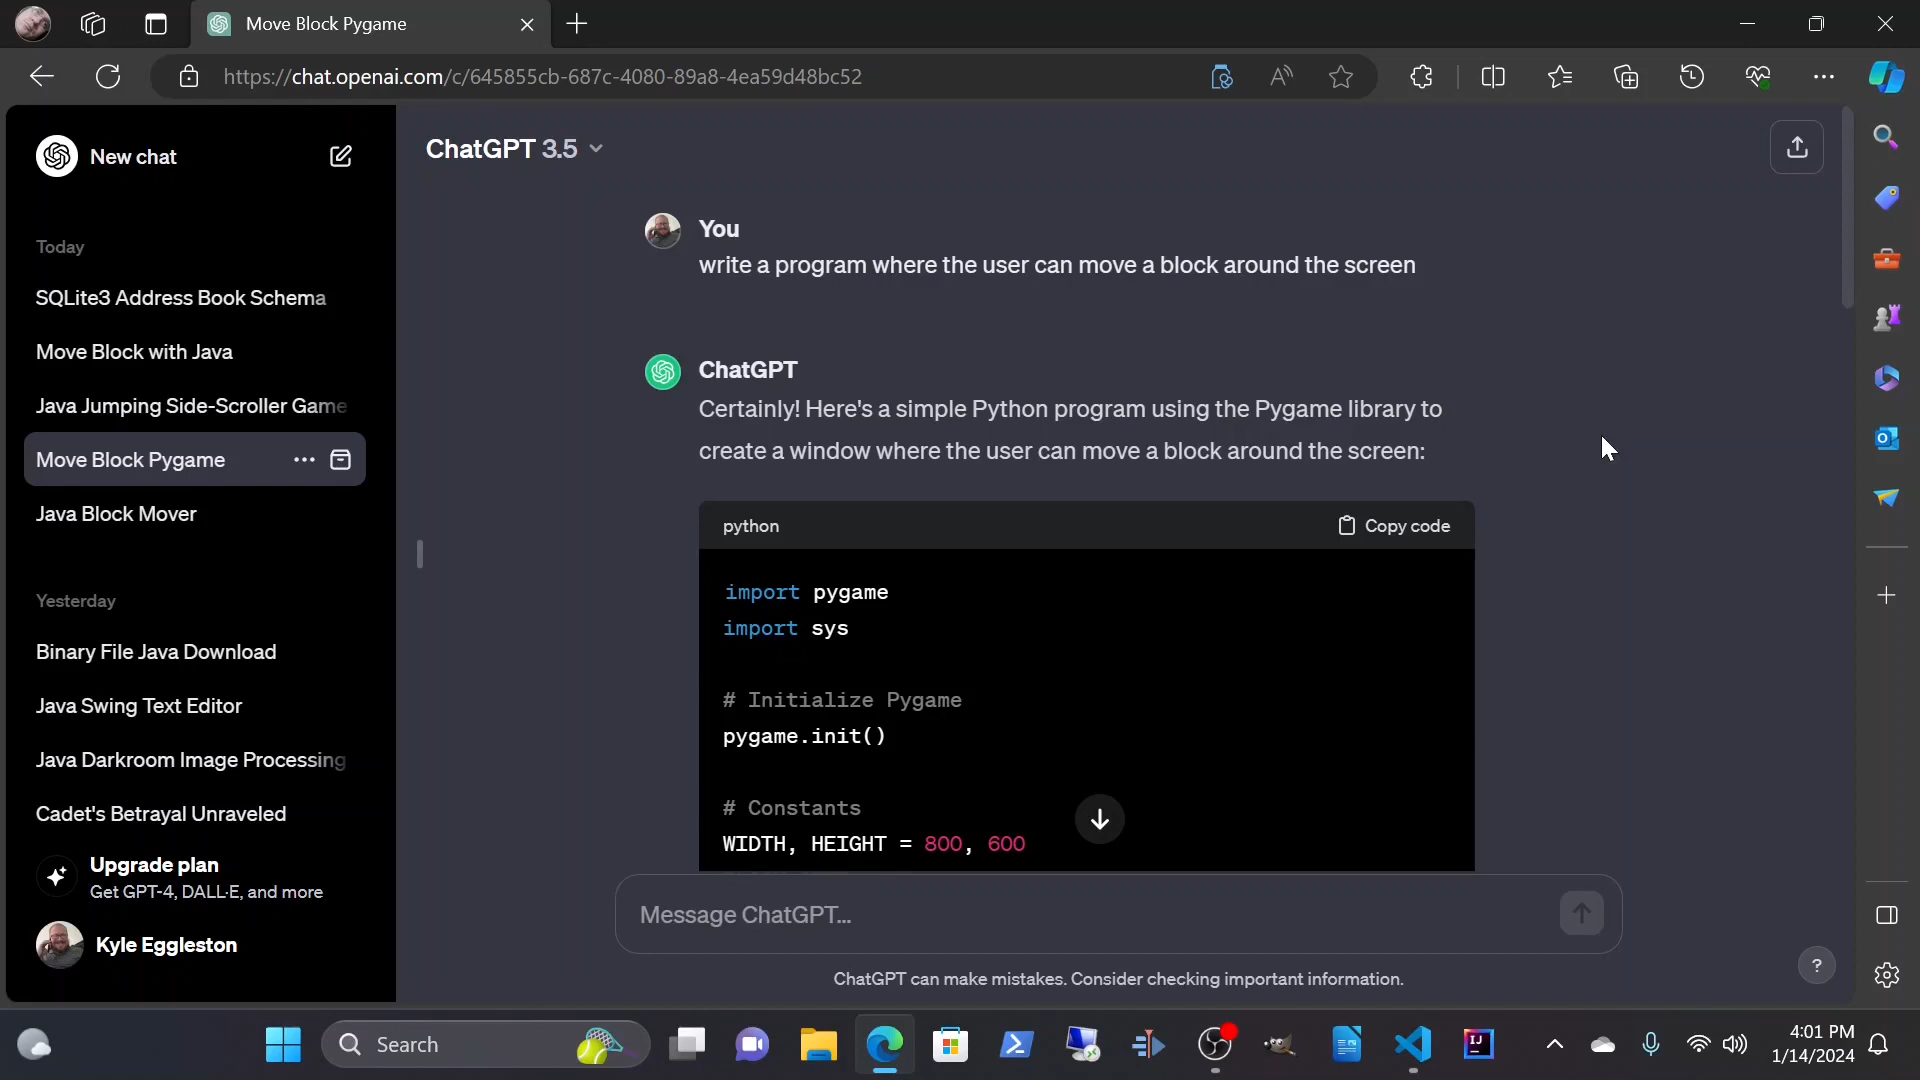 Move Block Pygame
https://chat.openai.com/c/645855cb-687c-4080-89a8-4ea59d48bc52
New chat
ChatGPT 3.5
Today
SQLite3 Address Book Schema
Move Block with Java
Java Jumping Side-Scroller Game
Move Block Pygame
Java Block Mover
Yesterday
Binary File Java Download
Java Swing Text Editor
Java Darkroom Image Processing
Cadet's Betrayal Unraveled
Upgrade plan
Get GPT-4, DALL·E, and more
Kyle Eggleston
You
write a program where the user can move a block around the screen
ChatGPT
Certainly! Here's a simple Python program using the Pygame library to
create a window where the user can move a block around the screen:
python
Copy code
import pygame
import sys
# Initialize Pygame
pygame.init()
# Constants
WIDTH, HEIGHT = 800, 600
Message ChatGPT...
ChatGPT can make mistakes. Consider checking important information.
?
Search
IJ
4:01 PM
1/14/2024